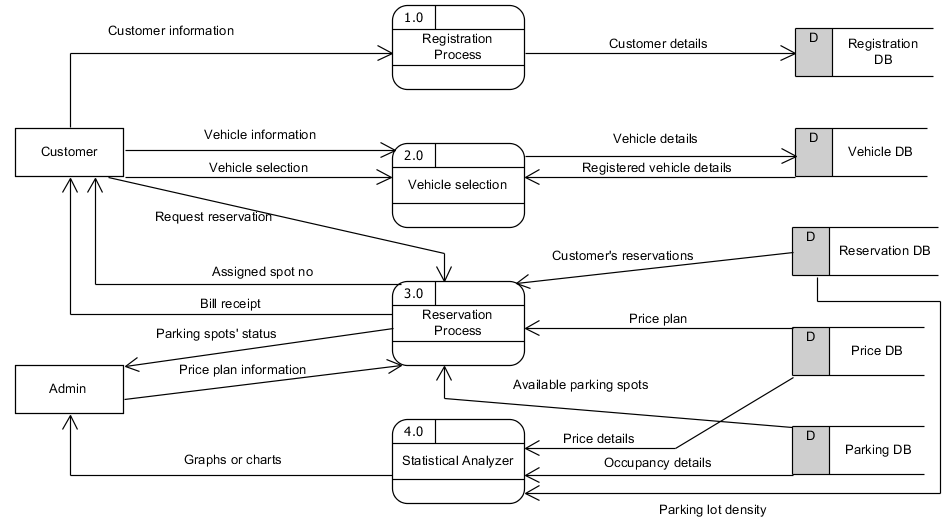 1.0
Customer information
Registration
Process
Customer details
D
Registration
DB
Customer
Vehicle information
Vehicle selection
2.0
Vehicle selection
Vehicle details
Registered vehicle details
D
Vehicle DB
Request reservation
Customer's reservations
D
Reservation DB
Assigned spot no
Bill receipt
3.0
Reservation
Process
Price plan
D
Price DB
Parking spots' status
Price plan information
Admin
Available parking spots
4.0
Statistical Analyzer
Price details
Occupancy details
D
Parking DB
Graphs or charts
Parking lot density